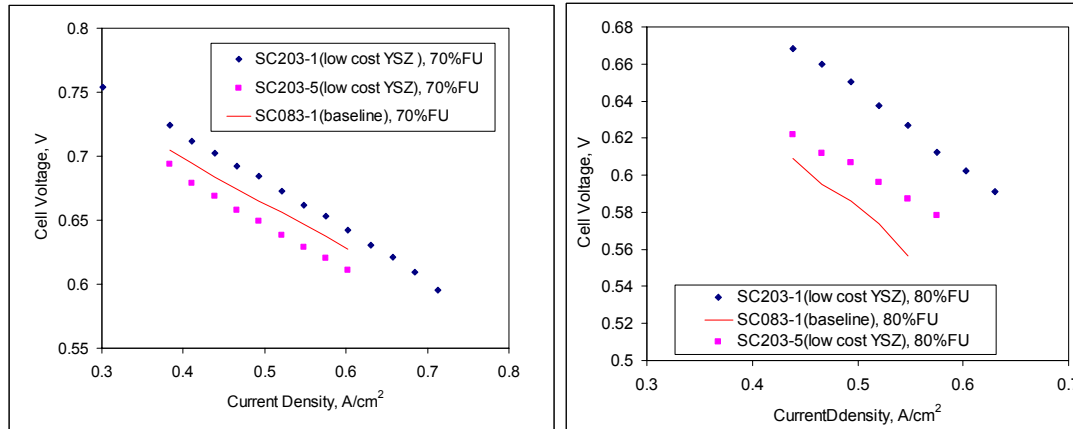 0.8
0.75
0.7
0.65
0.6
0.55
Cell Voltage, V
SC203-1(low cost YSZ ), 70%FU
SC203-5(low cost YSZ), 70%FU
SC083-1(baseline), 70%FU
0.3
0.4
0.5
0.6
0.7
0.8
Current Density, A/cm²
0.68
0.66
0.64
0.62
0.6
0.58
0.56
0.54
0.52
0.5
Cell Voltage, V
SC203-1(low cost YSZ), 80%FU
SC083-1(baseline), 80%FU
SC203-5(low cost YSZ), 80%FU
0.3
0.4
0.5
0.6
0.7
CurrentDdensity, A/cm²